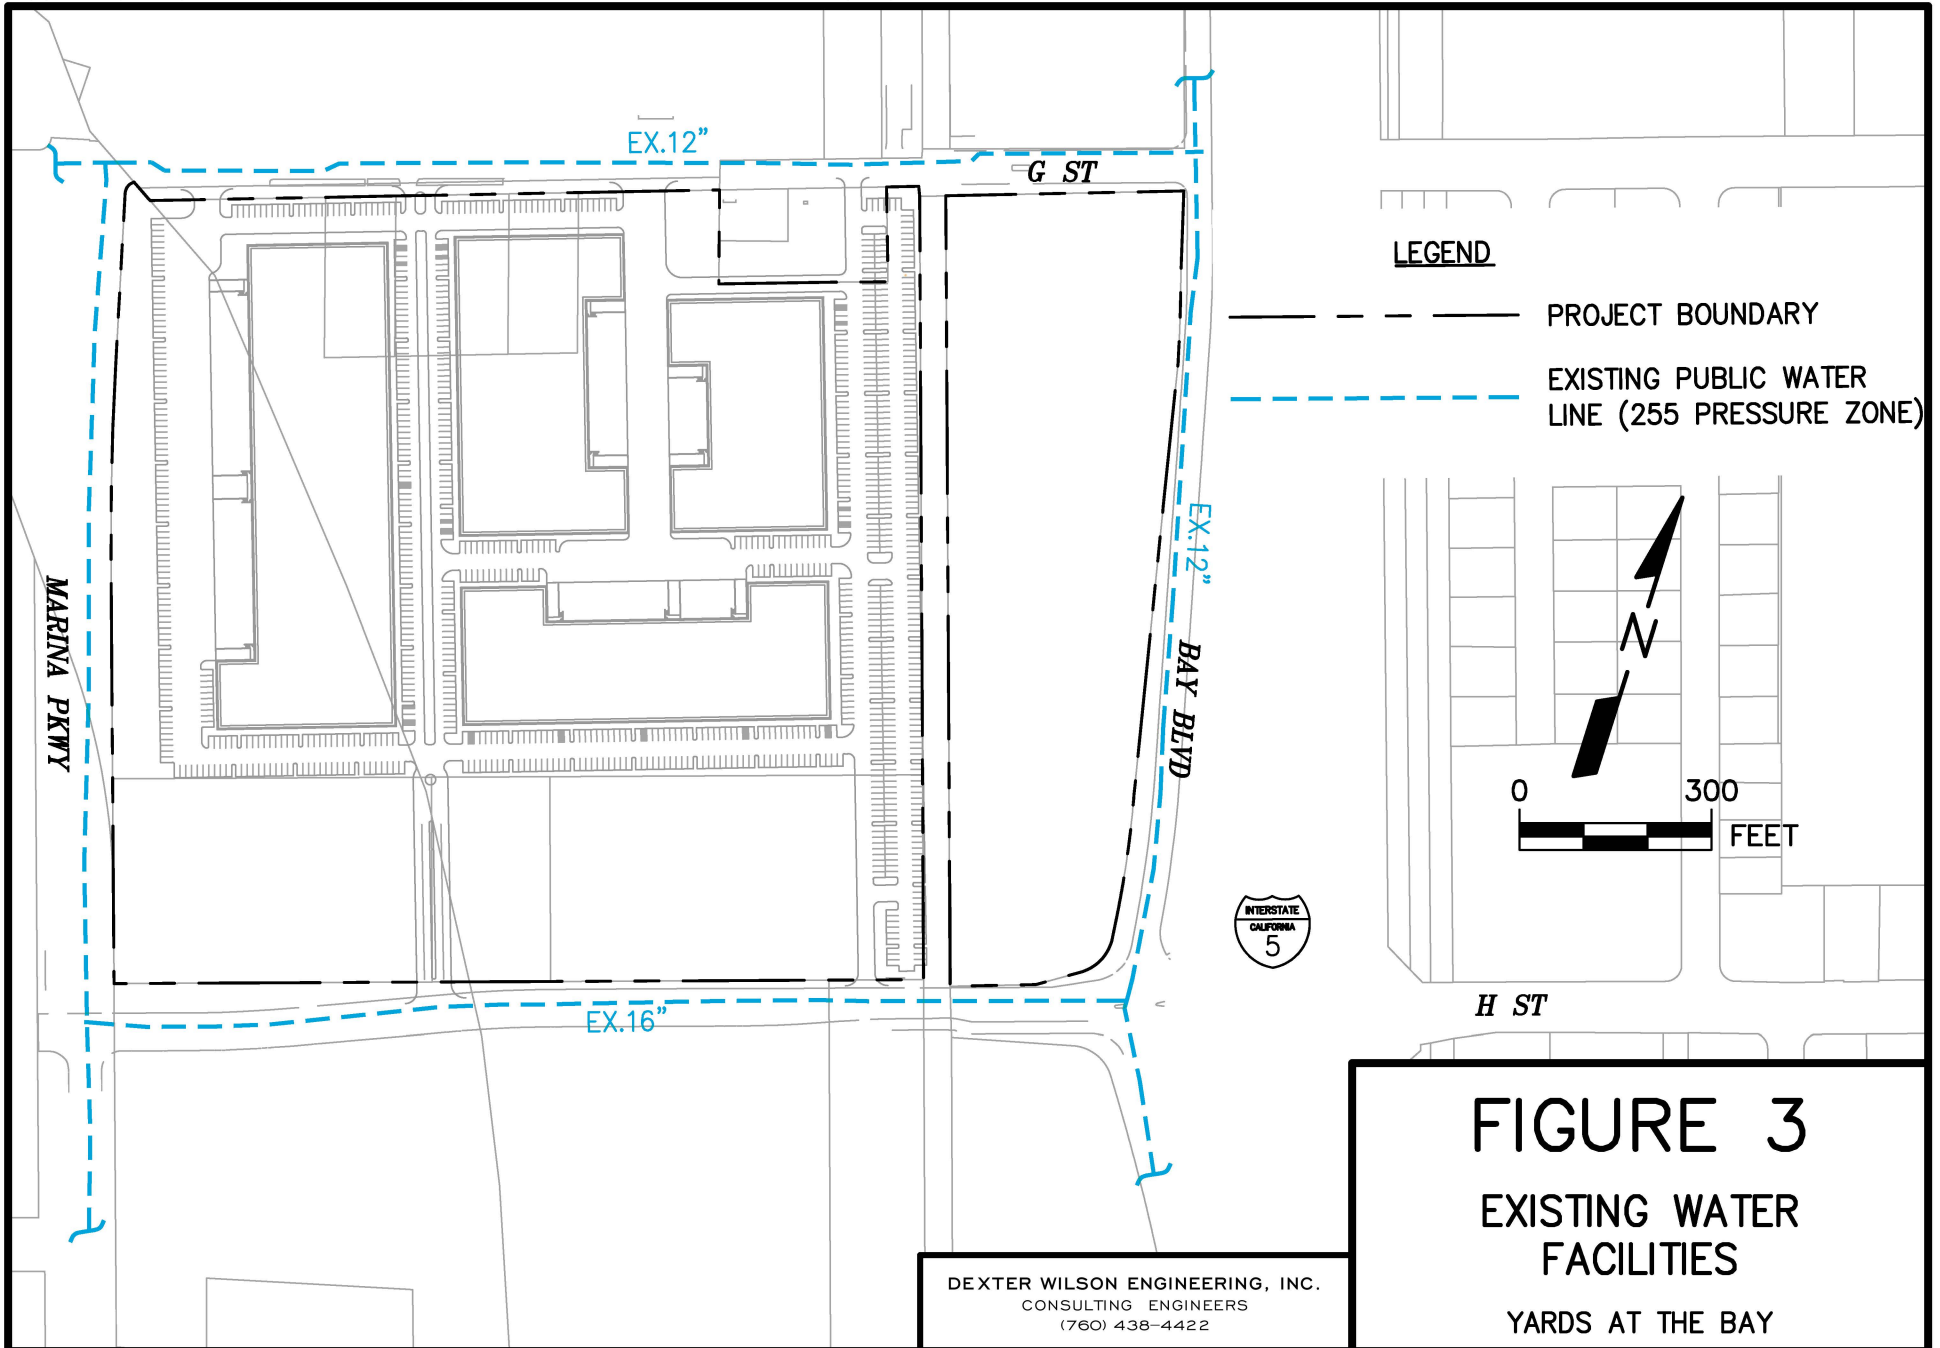 EX.12”
G ST
LEGEND
PROJECT BOUNDARY
EXISTING PUBLIC WATER
LINE (255 PRESSURE ZONE)
EX.12”
MARINA PKWY
BAY BLVD
N
0 300
FEET
INTERSTATE
CALIFORNIA
5
H ST
EX.16”
FIGURE 3
EXISTING WATER
FACILITIES
YARDS AT THE BAY
DEXTER WILSON ENGINEERING, INC.
CONSULTING ENGINEERS
(760) 438-4422